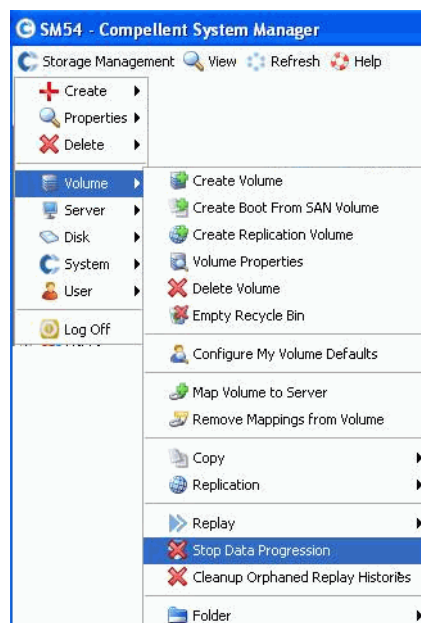 SM54 - Compellent System Manager
Storage Management View Refresh Help
Create
Properties
Delete
Volume
Server
Disk
System
User
Log Off
Create Volume
Create Boot From SAN Volume
Create Replication Volume
Volume Properties
Delete Volume
Empty Recycle Bin
Configure My Volume Defaults
Map Volume to Server
Remove Mappings from Volume
Copy
Replication
Replay
Stop Data Progression
Cleanup Orphaned Replay Histories
Folder